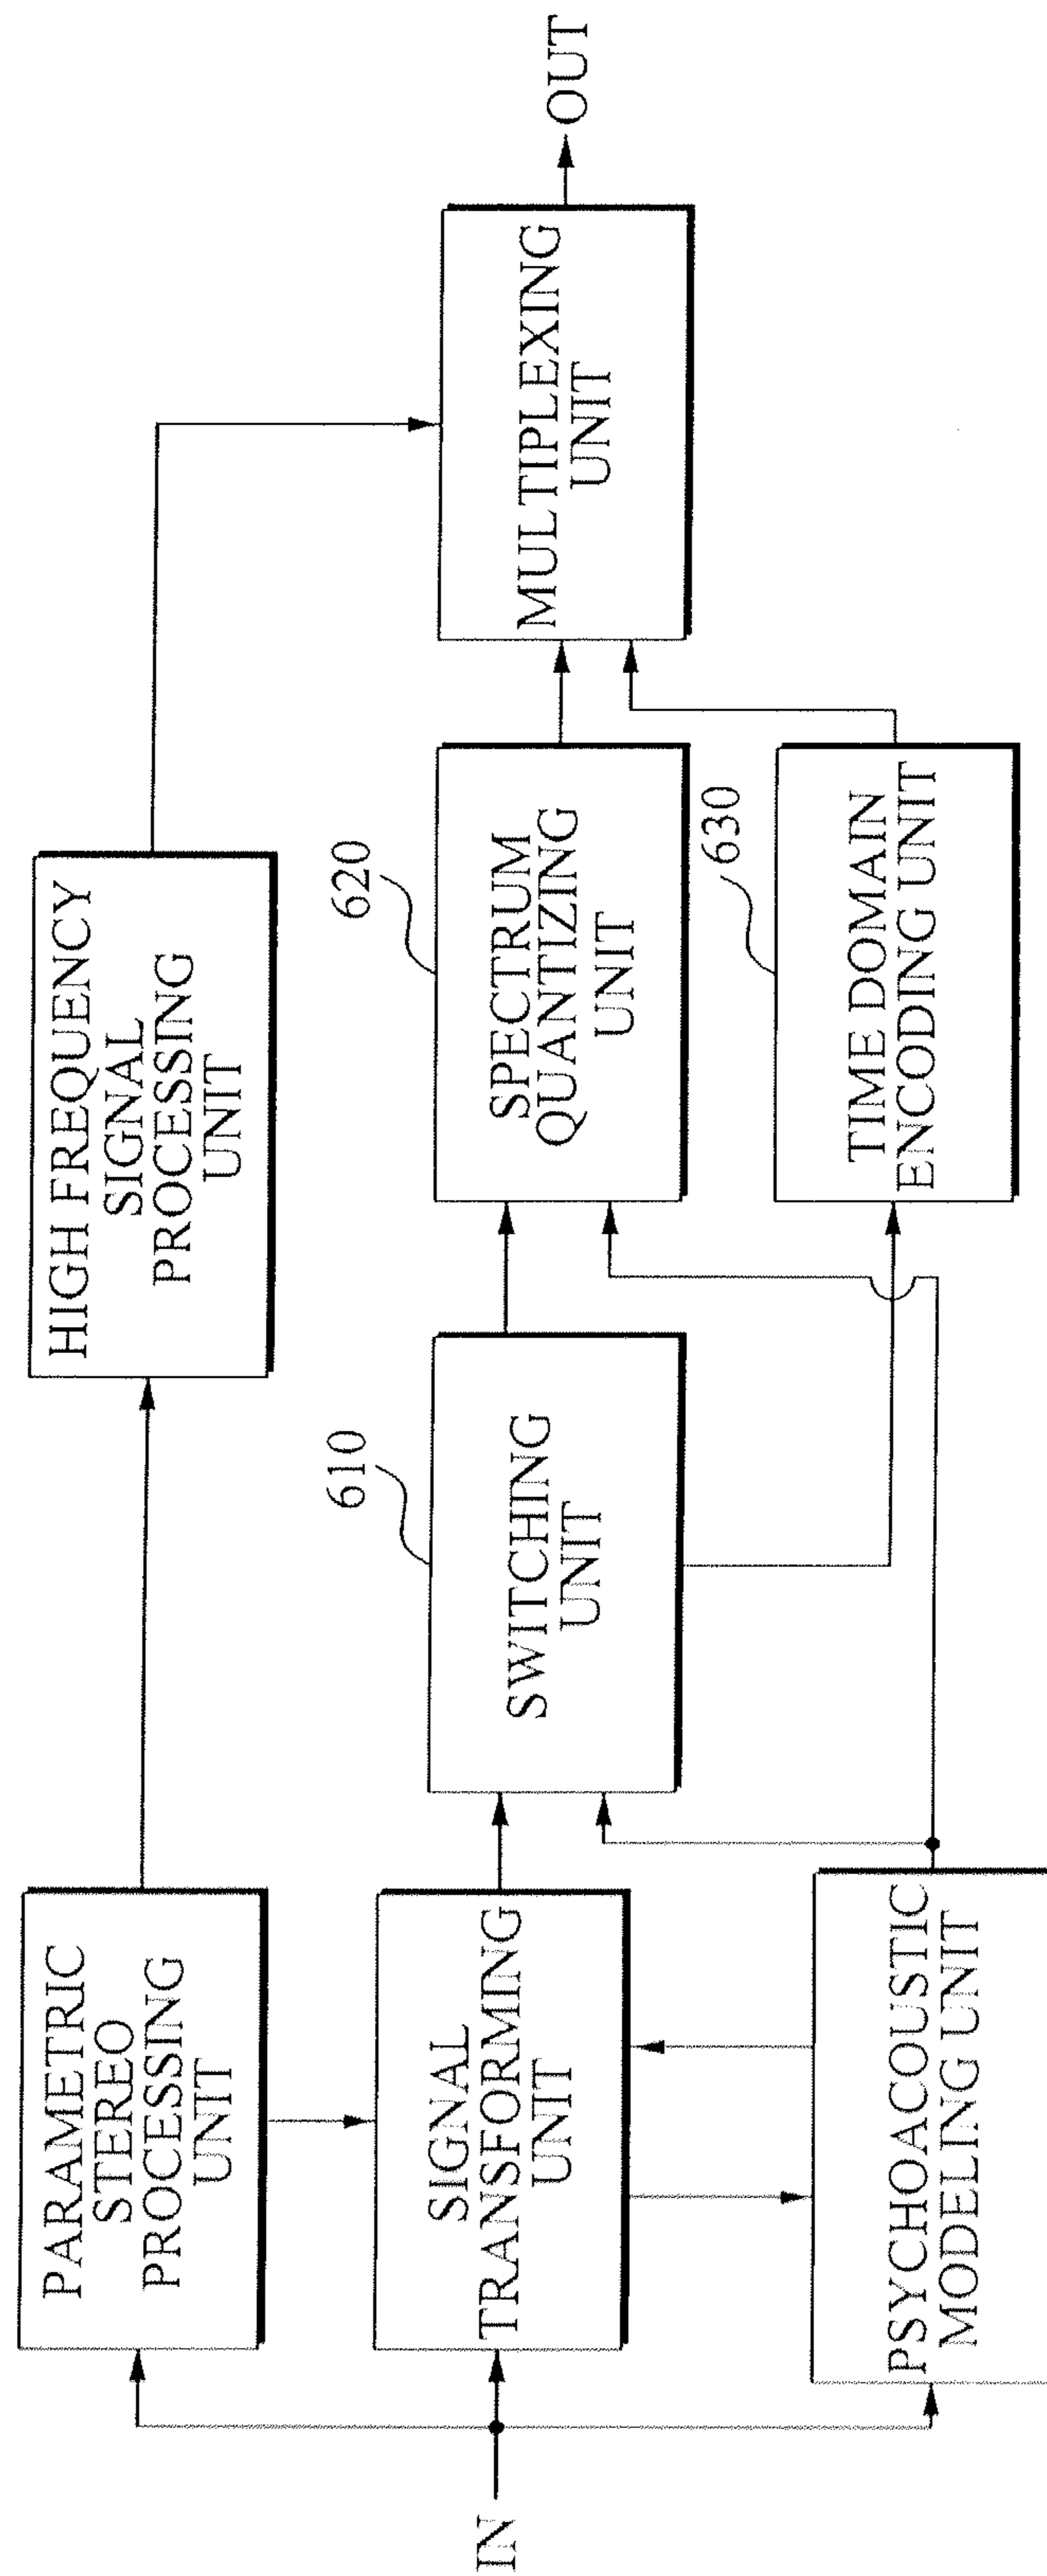 IN
PARAMETRIC
STEREO
PROCESSING
UNIT
HIGH FREQUENCY
SIGNAL
PROCESSING
UNIT
SIGNAL
TRANSFORMING
UNIT
610
SWITCHING
UNIT
620
SPECTRUM
QUANTIZING
UNIT
MULTIPLEXING
UNIT
OUT
PSYCHOACOUSTIC
MODELING UNIT
630
TIME DOMAIN
ENCODING UNIT